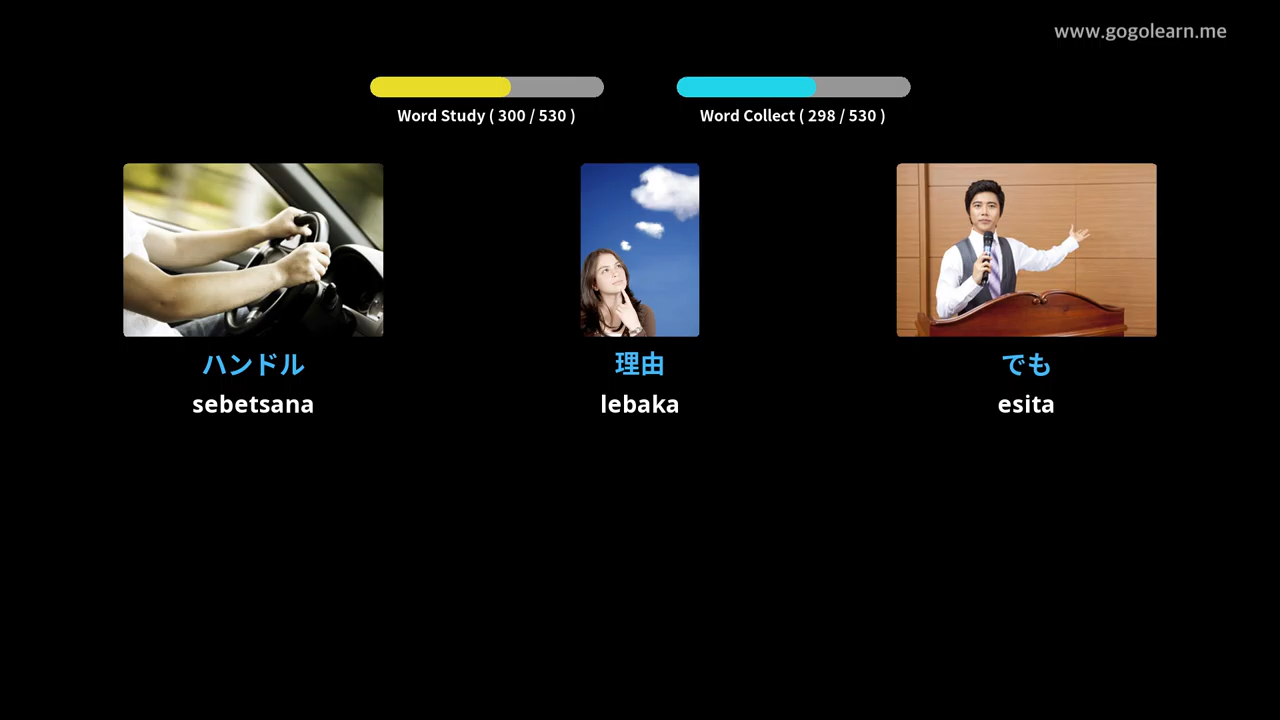 www.gogolearn.me
Word Study ( 300 / 530 )
Word Collect ( 298 / 530 )
ハンドル
sebetsana
理由
lebaka
でも
esita